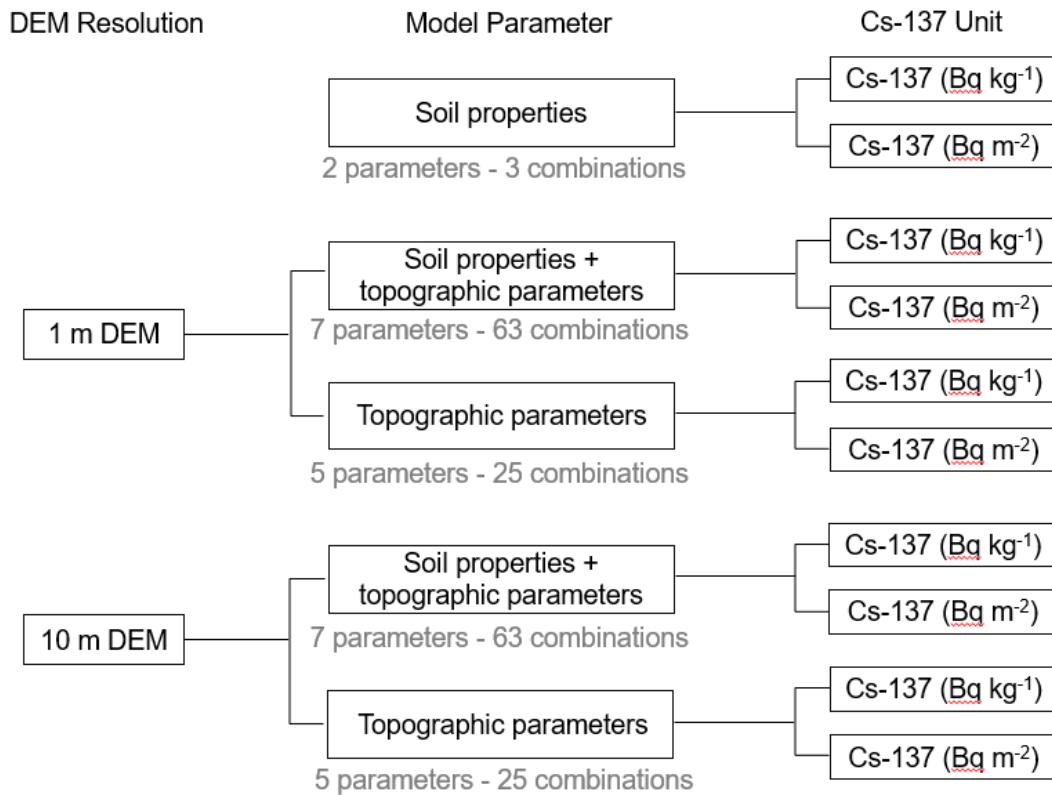 DEM Resolution Model Parameter Cs-137 Unit
Soil properties
2 parameters - 3 combinations
Cs-137 (Bq kg⁻¹)
Cs-137 (Bq m⁻²)
1 m DEM
Soil properties +
topographic parameters
7 parameters - 63 combinations
Cs-137 (Bq kg⁻¹)
Cs-137 (Bq m⁻²)
Topographic parameters
5 parameters - 25 combinations
Cs-137 (Bq kg⁻¹)
Cs-137 (Bq m⁻²)
10 m DEM
Soil properties +
topographic parameters
7 parameters - 63 combinations
Cs-137 (Bq kg⁻¹)
Cs-137 (Bq m⁻²)
Topographic parameters
5 parameters - 25 combinations
Cs-137 (Bq kg⁻¹)
Cs-137 (Bq m⁻²)